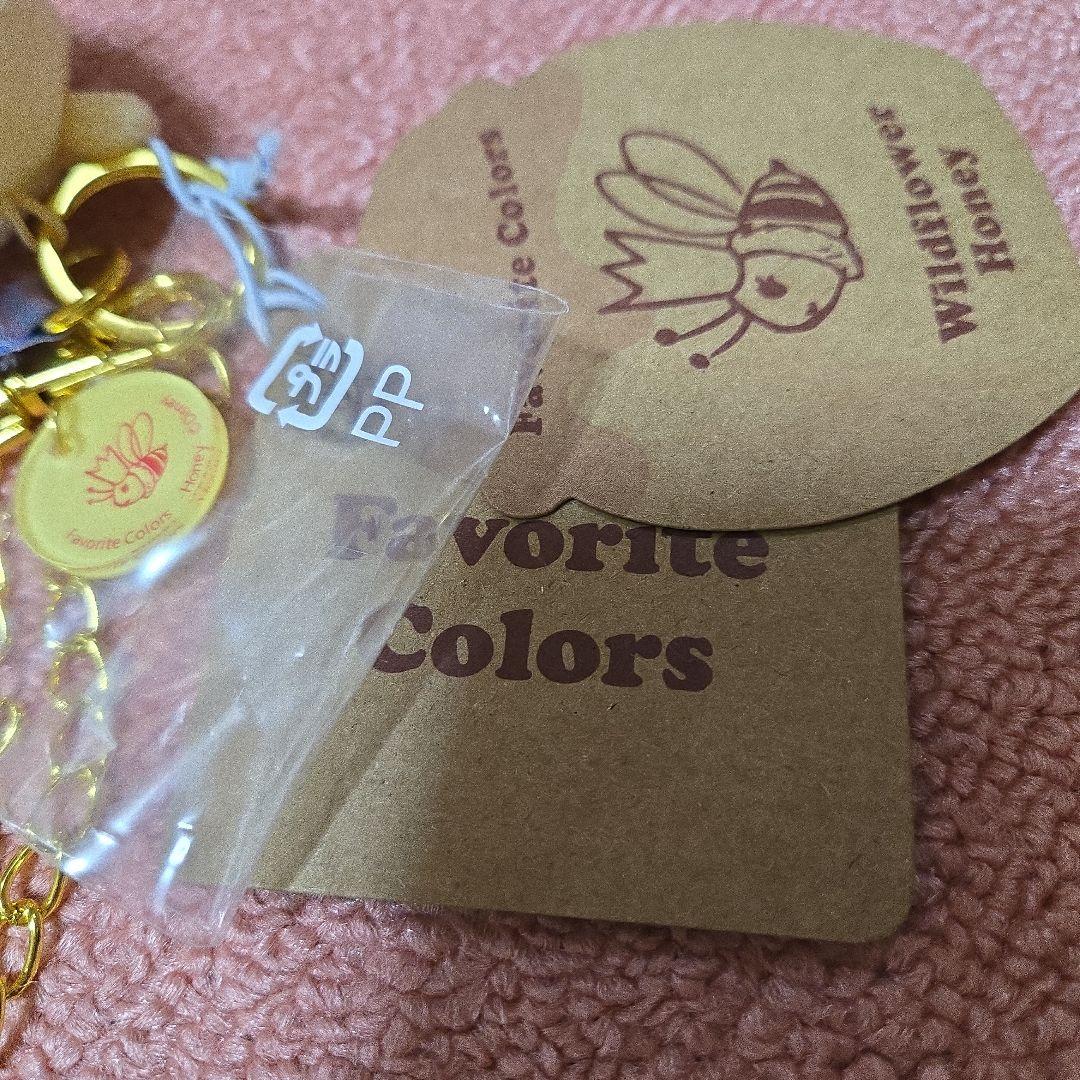 Wildflower
Honey
Favorite Colors
プラ
PP
Favorite
Colors
Favorite Colors
Honey